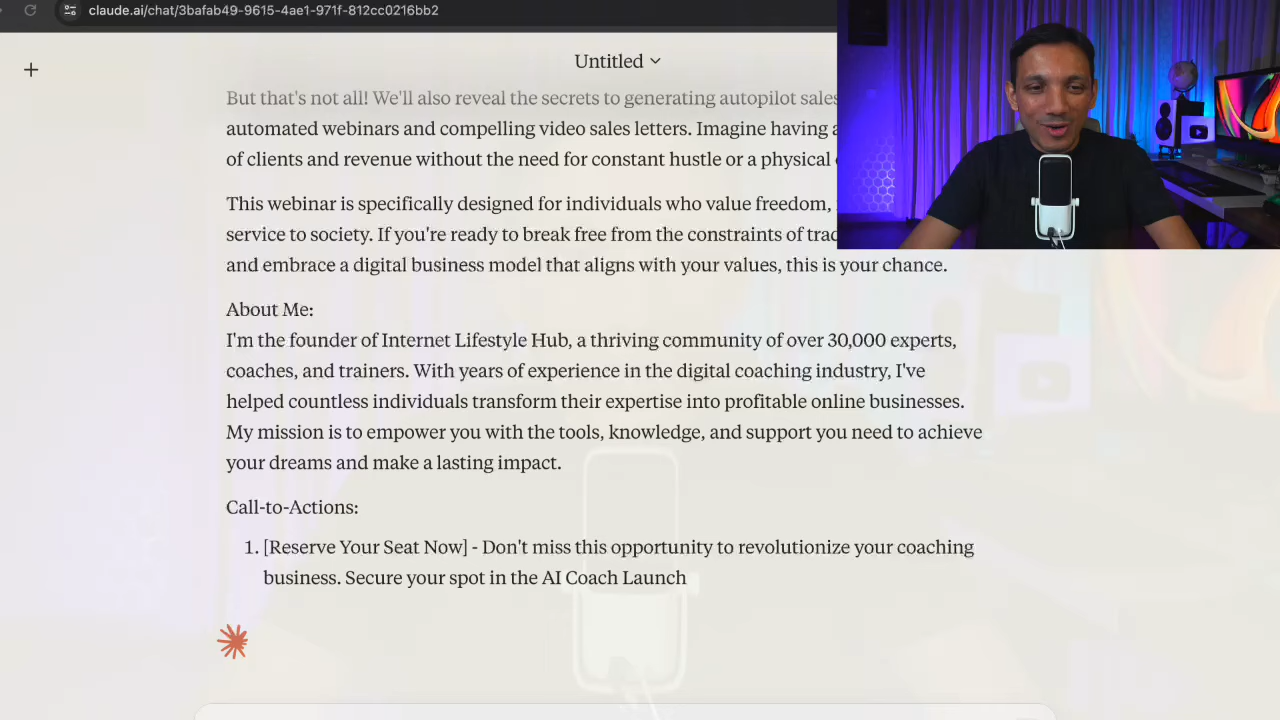 claude.ai/chat/3bafab49-9615-4ae1-971f-812cc0216bb2
Untitled
But that's not all! We'll also reveal the secrets to generating autopilot sales
automated webinars and compelling video sales letters. Imagine having a
of clients and revenue without the need for constant hustle or a physical
This webinar is specifically designed for individuals who value freedom,
service to society. If you're ready to break free from the constraints of trad
and embrace a digital business model that aligns with your values, this is your chance.
About Me:
I'm the founder of Internet Lifestyle Hub, a thriving community of over 30,000 experts,
coaches, and trainers. With years of experience in the digital coaching industry, I've
helped countless individuals transform their expertise into profitable online businesses.
My mission is to empower you with the tools, knowledge, and support you need to achieve
your dreams and make a lasting impact.
Call-to-Actions:
1. [Reserve Your Seat Now] - Don't miss this opportunity to revolutionize your coaching
business. Secure your spot in the AI Coach Launch